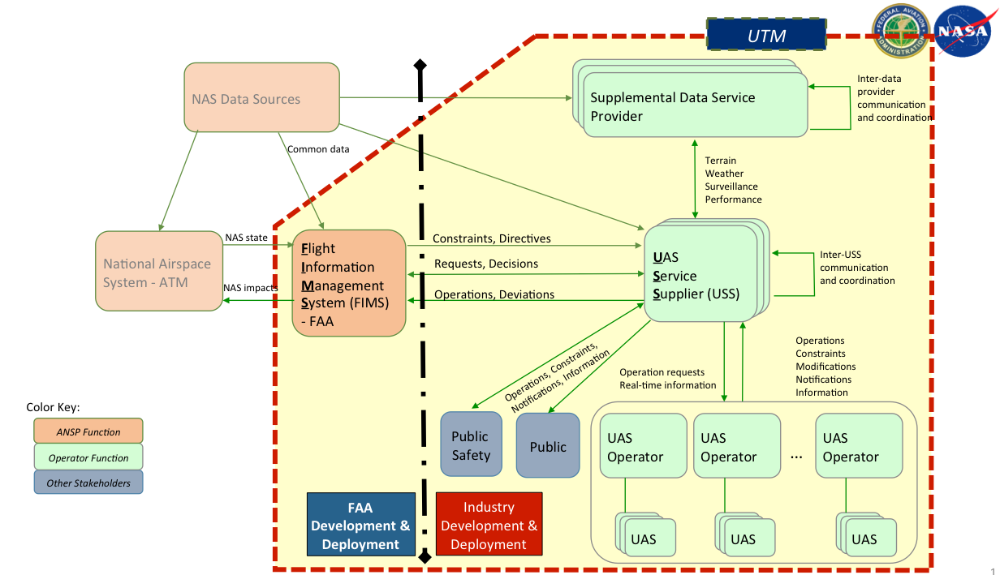 UTM
FEDERAL AVIATION
ADMINISTRATION
NASA
NAS Data Sources
Supplemental Data Service
Provider
Inter-data
provider
communication
and coordination
Common data
Terrain
Weather
Surveillance
Performance
National Airspace
System - ATM
NAS state
NAS impacts
Flight
Information
Management
System (FIMS)
- FAA
Constraints, Directives
Requests, Decisions
Operations, Deviations
UAS
Service
Supplier (USS)
Inter-USS
communication
and coordination
Operations, Constraints,
Notifications, Information
Operation requests
Real-time information
Operations
Constraints
Modifications
Notifications
Information
Color Key:
ANSP Function
Operator Function
Other Stakeholders
Public
Safety
Public
UAS
Operator
UAS
Operator
...
UAS
Operator
UAS
UAS
UAS
FAA
Development &
Deployment
Industry
Development &
Deployment
1